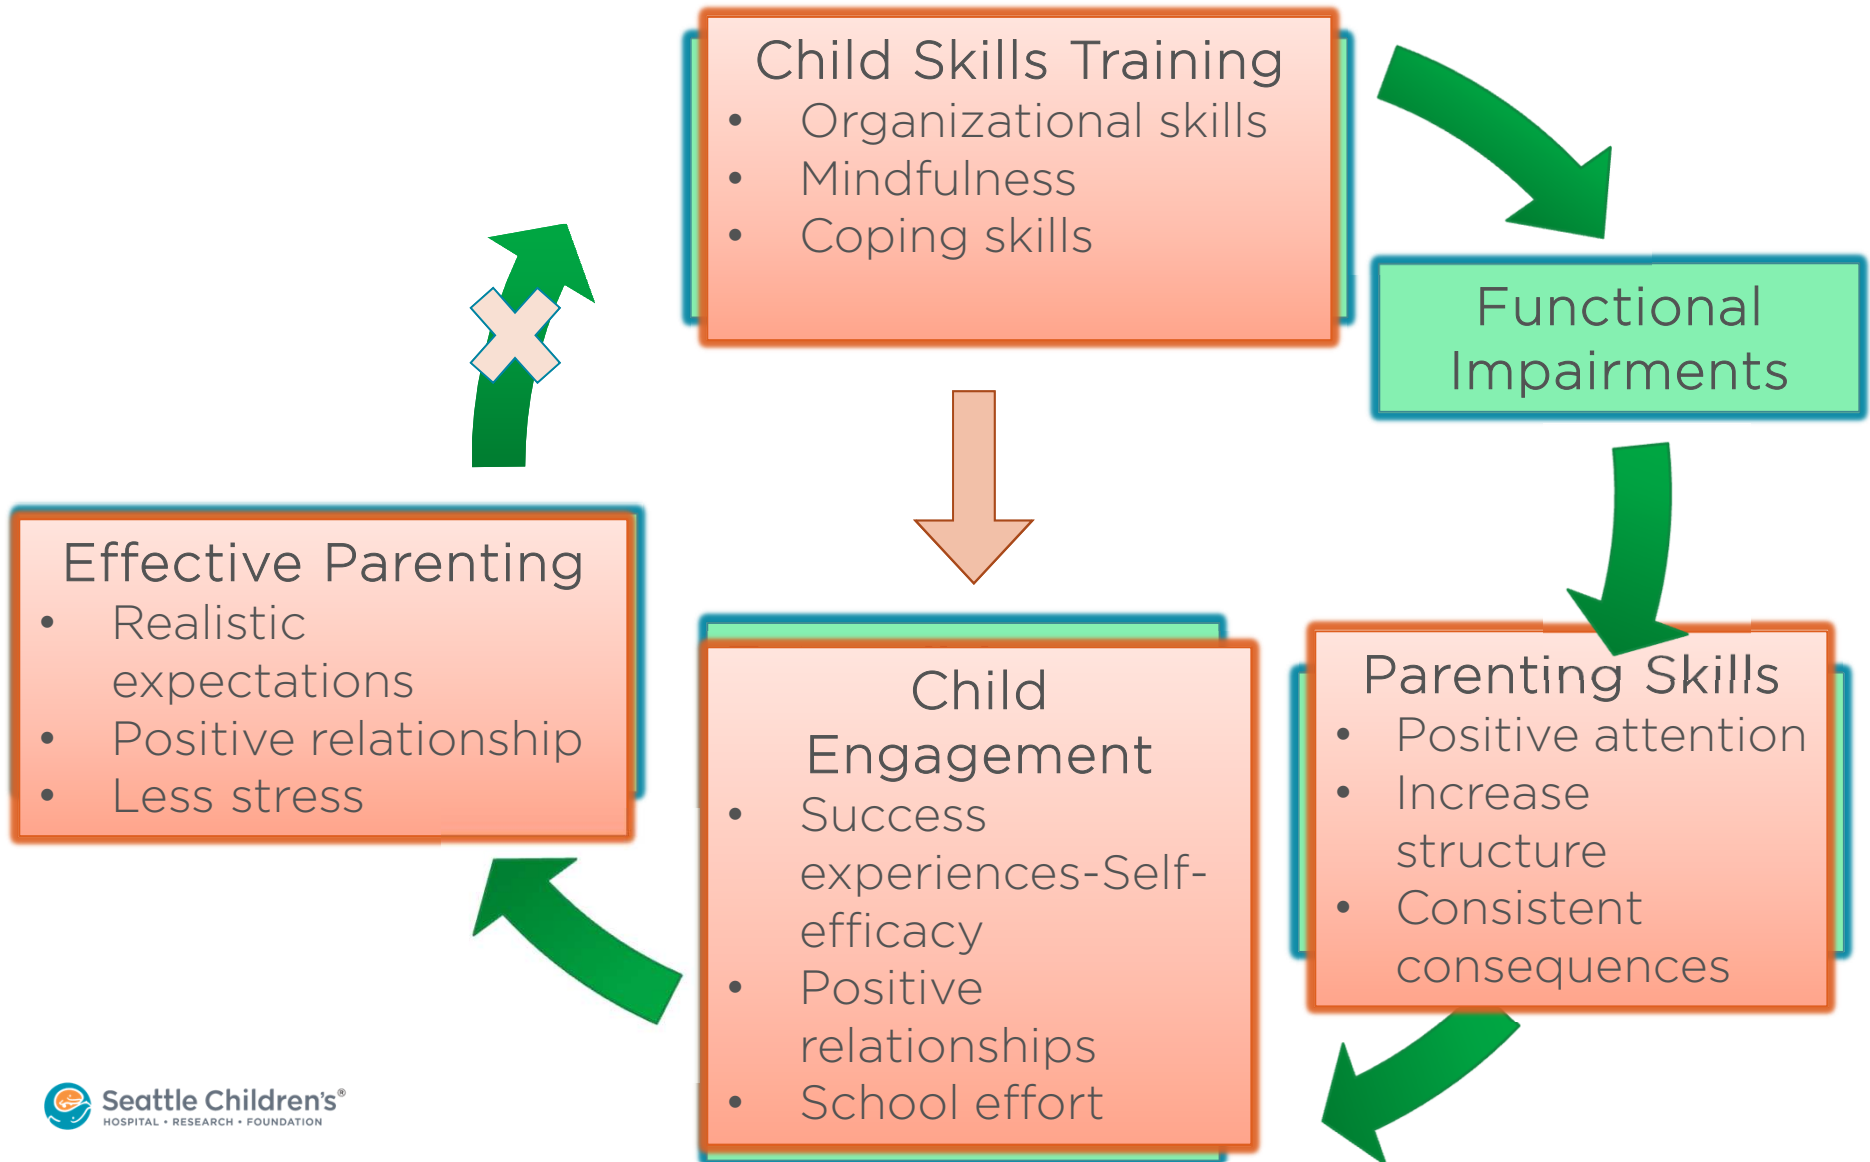 Child Skills Training
• Organizational skills
• Mindfulness
• Coping skills
Functional
Impairments
Effective Parenting
• Realistic
expectations
• Positive relationship
• Less stress
Child
Engagement
• Success
experiences-Self-
efficacy
• Positive
relationships
• School effort
Parenting Skills
• Positive attention
• Increase
structure
• Consistent
consequences
Seattle Children's®
HOSPITAL • RESEARCH • FOUNDATION